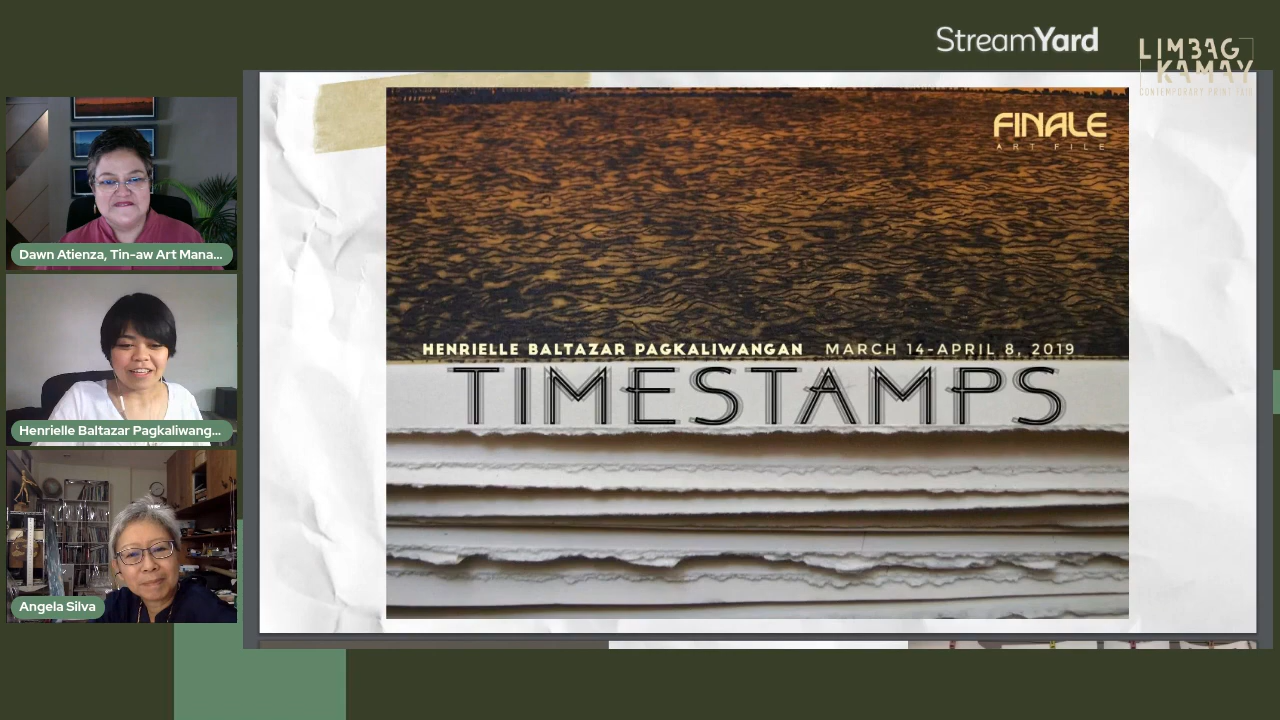 StreamYard
LIMBAG
KAMAY
CONTEMPORARY PRINT FAIR
FINALE
ART FILE
HENRIELLE BALTAZAR PAGKALIWANGAN MARCH 14-APRIL 8, 2019
TIMESTAMPS
Dawn Atienza, Tin-aw Art Mana...
Henrielle Baltazar Pagkaliwang...
Angela Silva